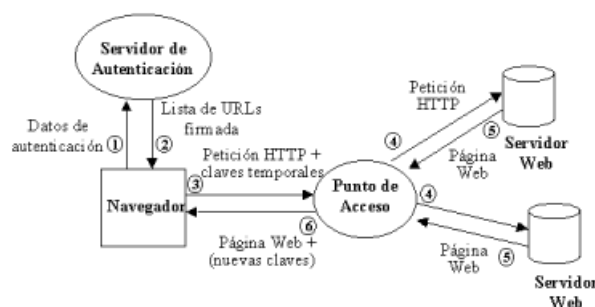 Servidor de
Autenticación
Datos de
autenticación
①
②
Lista de URLs
firmada
Petición HTTP +
claves temporales
③
Navegador
⑥
Página Web +
(nuevas claves)
Punto de
Acceso
④
Petición
HTTP
⑤
Página
Web
Servidor
Web
④
⑤
Página
Web
Servidor
Web